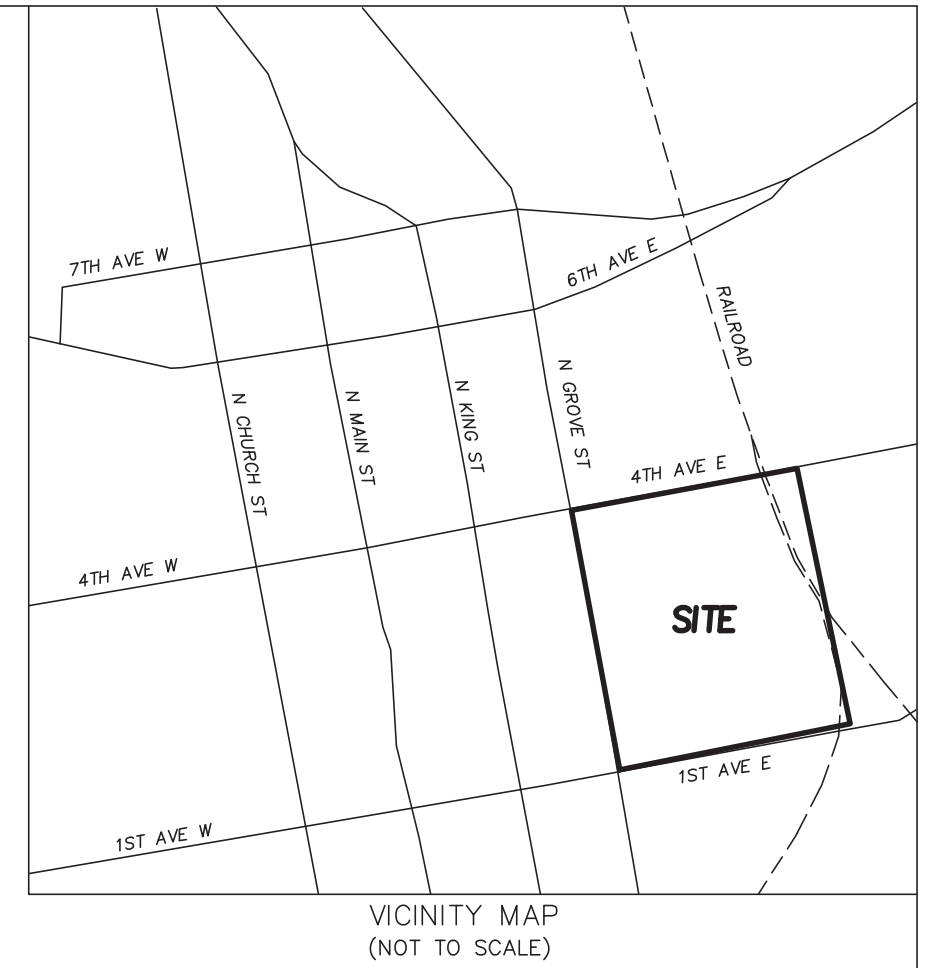 7TH AVE W
6TH AVE E
RAILROAD
N CHURCH ST
N MAIN ST
N KING ST
N GROVE ST
4TH AVE E
4TH AVE W
SITE
1ST AVE E
1ST AVE W
VICINITY MAP
(NOT TO SCALE)